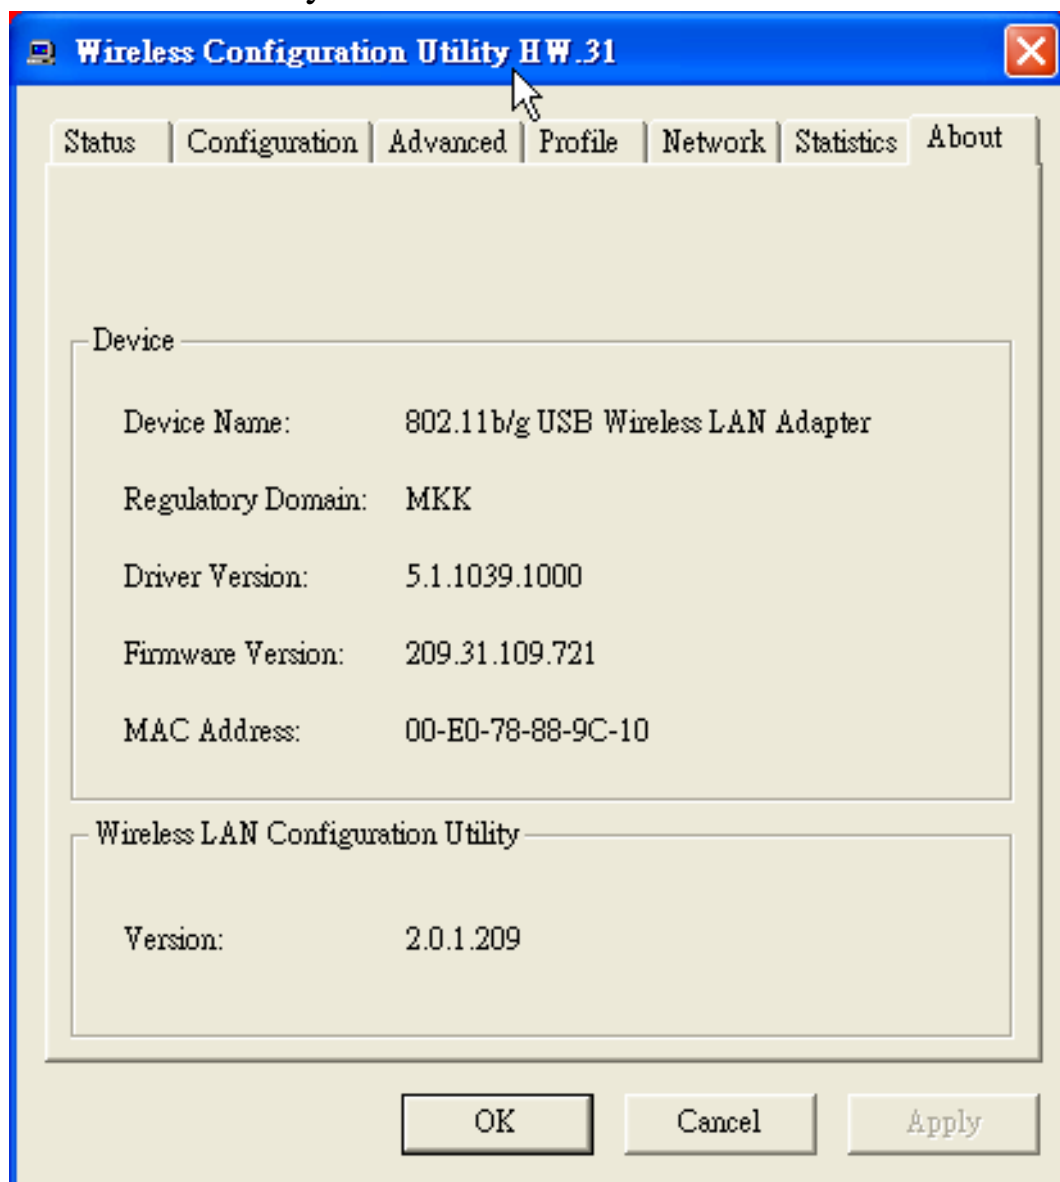 Wireless Configuration Utility HW.31
Status Configuration Advanced Profile Network Statistics About
Device
Device Name: 802.11b/g USB Wireless LAN Adapter
Regulatory Domain: MKK
Driver Version: 5.1.1039.1000
Firmware Version: 209.31.109.721
MAC Address: 00-E0-78-88-9C-10
Wireless LAN Configuration Utility
Version: 2.0.1.209
OK Cancel Apply